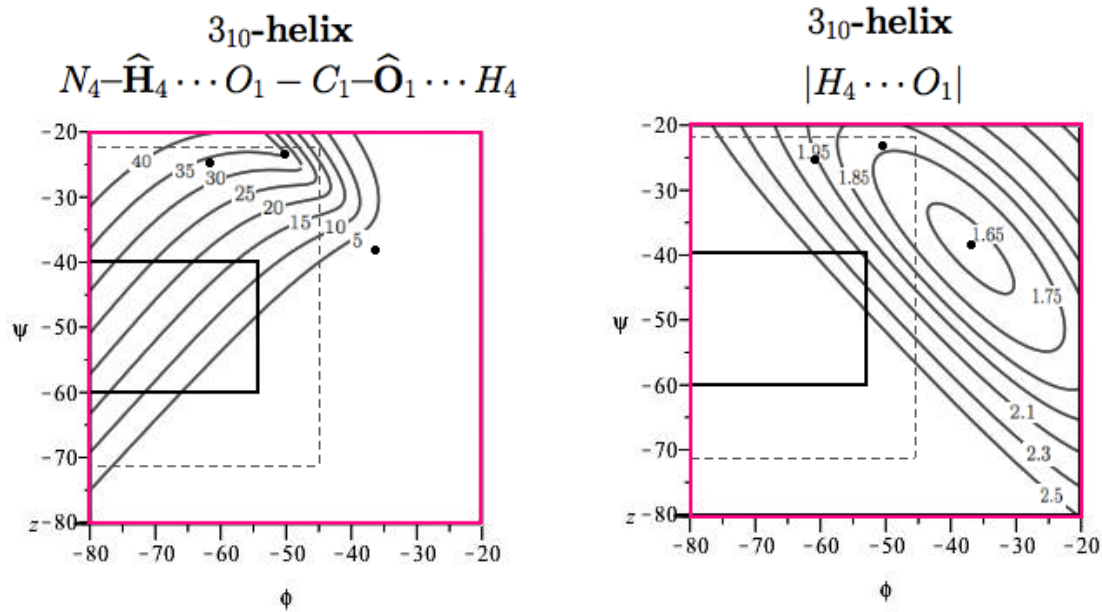 3₁₀-helix
N₄–Ĥ₄ ⋯ O₁ − C₁–Ô₁ ⋯ H₄
-20
-30
-40
-50
-60
-70
z -80
ψ
40
35
30
25
20
15
10
5
-80 -70 -60 -50 -40 -30 -20
ϕ
3₁₀-helix
|H₄ ⋯ O₁|
-20
-30
-40
-50
-60
-70
z -80
ψ
1.95
1.85
1.65
1.75
2.1
2.3
2.5
-80 -70 -60 -50 -40 -30 -20
ϕ